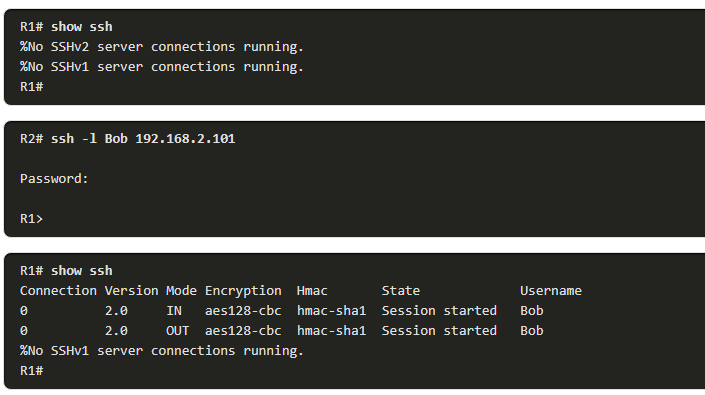 R1# show ssh
%No SSHv2 server connections running.
%No SSHv1 server connections running.
R1#
R2# ssh -l Bob 192.168.2.101
Password:
R1>
R1# show ssh
Connection Version Mode Encryption  Hmac       State             Username
0          2.0     IN   aes128-cbc  hmac-sha1  Session started   Bob
0          2.0     OUT  aes128-cbc  hmac-sha1  Session started   Bob
%No SSHv1 server connections running.
R1#